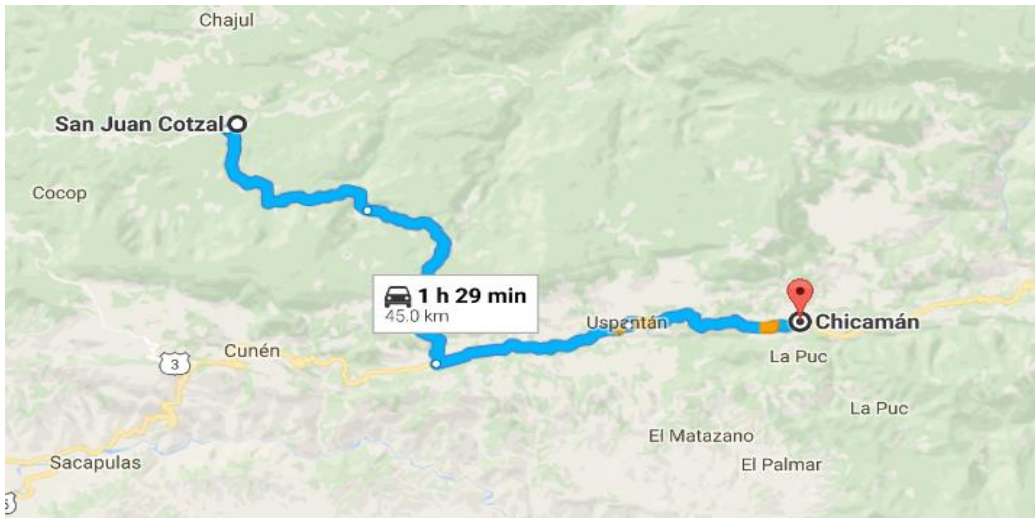 Chajul
San Juan Cotzal
Cocop
1 h 29 min
45.0 km
Uspantán
Chicamán
Cunén
3
La Puc
La Puc
El Matazano
Sacapulas
El Palmar